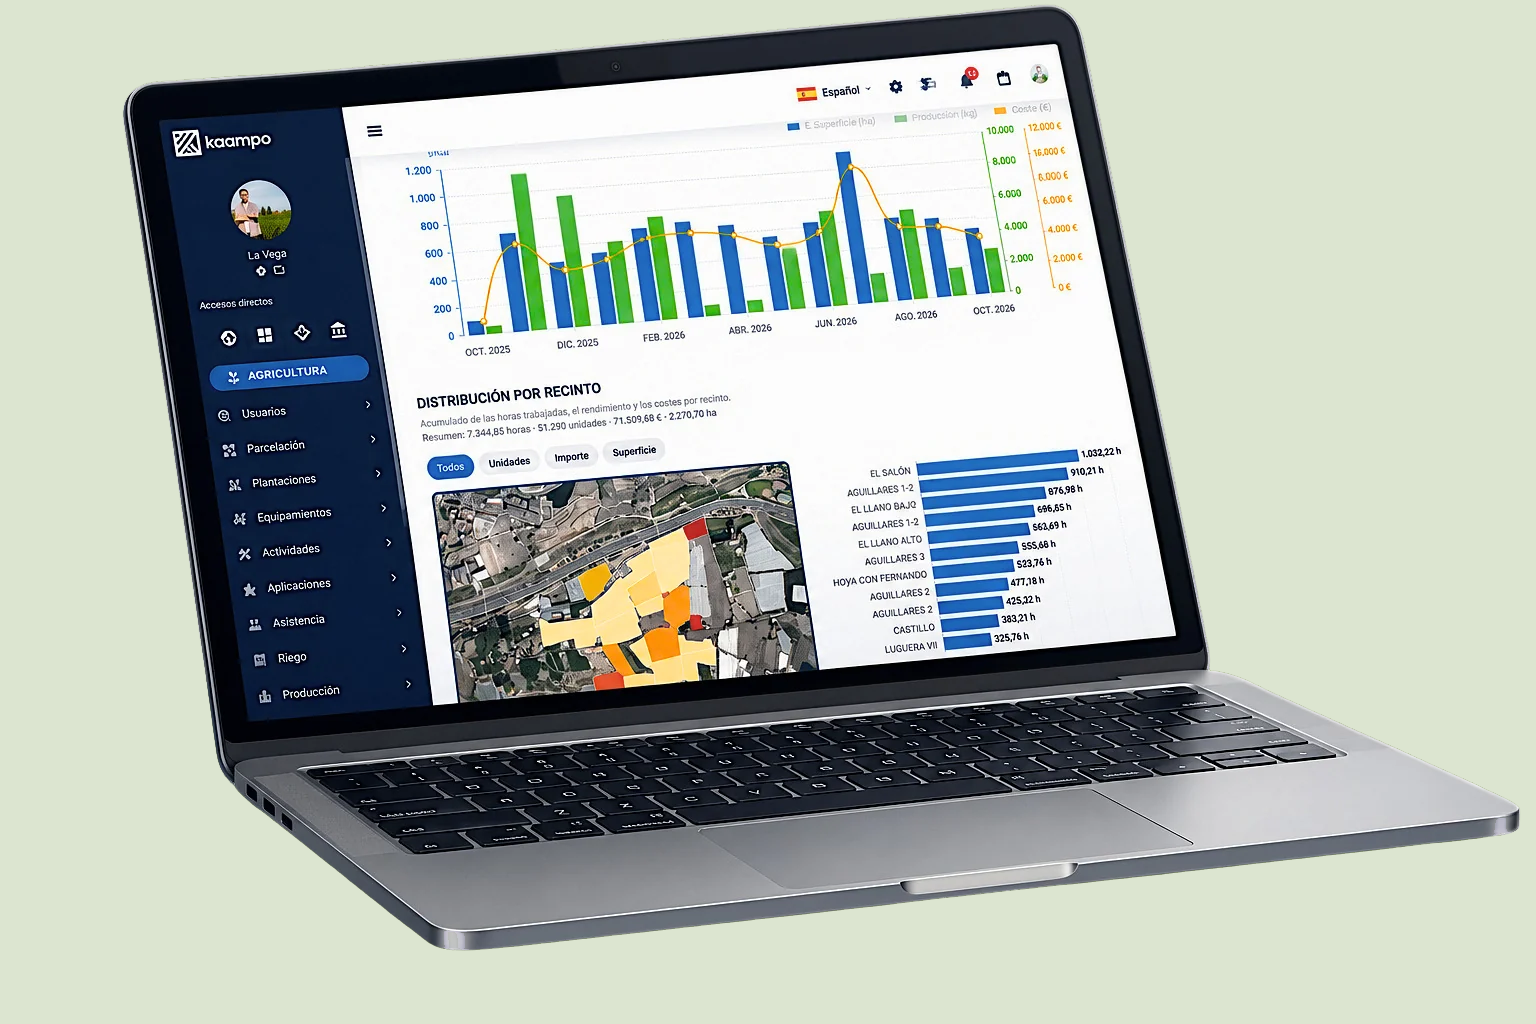 kaampo
La Vega
Accesos directos
AGRICULTURA
Usuarios
Parcelación
Plantaciones
Equipamientos
Actividades
Aplicaciones
Asistencia
Riego
Producción
Español
E Superficie (ha)
Producción (kg)
Coste (€)
1.200
1.000
800
600
400
200
0
10.000
8.000
6.000
4.000
2.000
0
12.000 €
16.000 €
8.000 €
6.000 €
4.000 €
2.000 €
0 €
OCT. 2025
DIC. 2025
FEB. 2026
ABR. 2026
JUN. 2026
AGO. 2026
OCT. 2026
DISTRIBUCIÓN POR RECINTO
Acumulado de las horas trabajadas, el rendimiento y los costes por recinto.
Resumen: 7.344,85 horas · 51.290 unidades · 71.509,68 € · 2.270,70 ha
Todos
Unidades
Importe
Superficie
EL SALÓN 1.032,22 h
AGUILLARES 1-2 910,21 h
EL LLANO BAJO 876,98 h
AGUILLARES 1-2 696,65 h
EL LLANO ALTO 563,69 h
AGUILLARES 3 555,68 h
HOYA CON FERNANDO 523,76 h
AGUILLARES 2 477,18 h
AGUILLARES 2 425,22 h
CASTILLO 383,21 h
LUGUERA VII 325,76 h